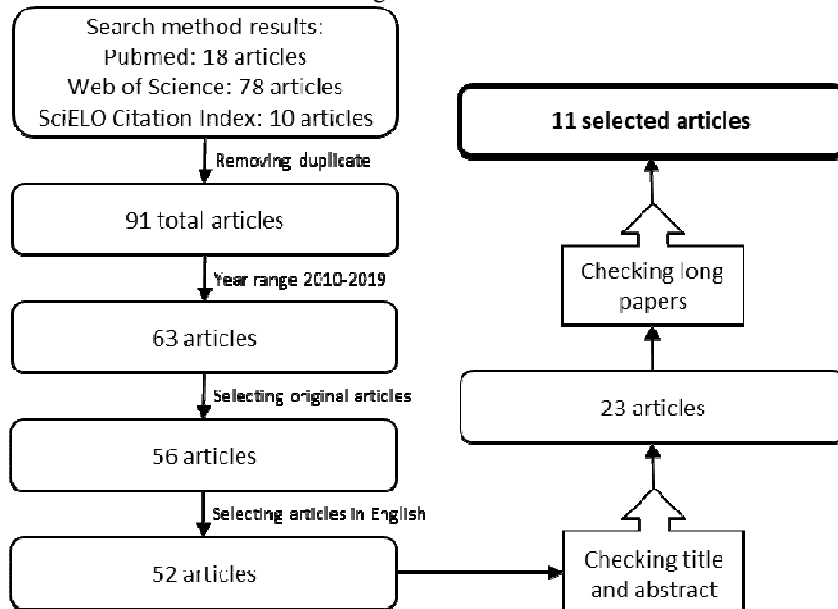 Search method results:
Pubmed: 18 articles
Web of Science: 78 articles
SciELO Citation Index: 10 articles
Removing duplicate
91 total articles
Year range 2010-2019
63 articles
Selecting original articles
56 articles
Selecting articles in English
52 articles
Checking title
and abstract
23 articles
Checking long
papers
11 selected articles